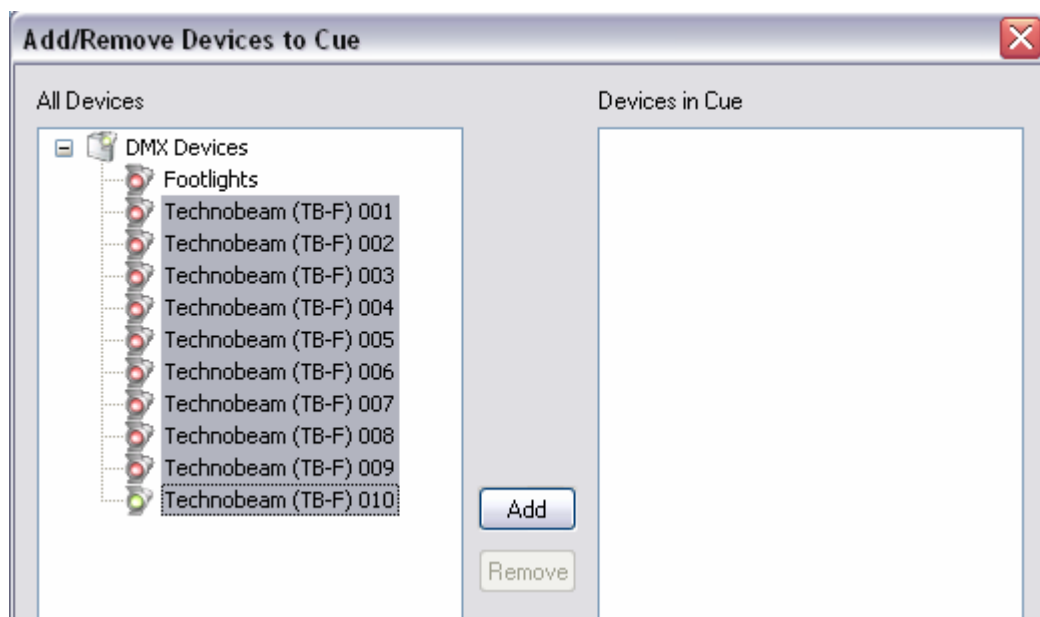 Add/Remove Devices to Cue
All Devices
Devices in Cue
DMX Devices
Footlights
Technobeam (TB-F) 001
Technobeam (TB-F) 002
Technobeam (TB-F) 003
Technobeam (TB-F) 004
Technobeam (TB-F) 005
Technobeam (TB-F) 006
Technobeam (TB-F) 007
Technobeam (TB-F) 008
Technobeam (TB-F) 009
Technobeam (TB-F) 010
Add
Remove